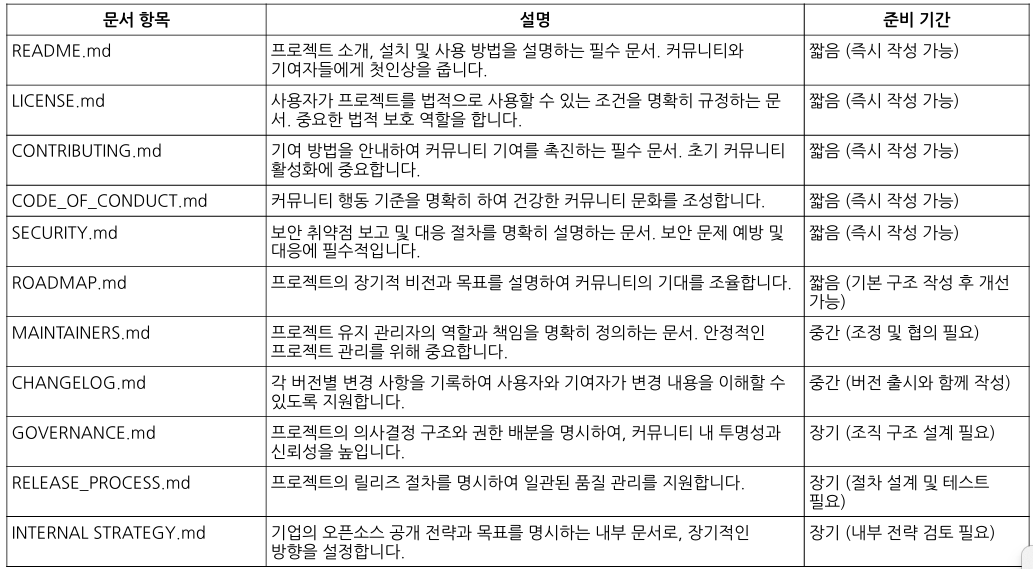 문서 항목 설명 준비 기간
README.md 프로젝트 소개, 설치 및 사용 방법을 설명하는 필수 문서. 커뮤니티와 짧음 (즉시 작성 가능)
기여자들에게 첫인상을 줍니다.
LICENSE.md 사용자가 프로젝트를 법적으로 사용할 수 있는 조건을 명확히 규정하는 문 짧음 (즉시 작성 가능)
서. 중요한 법적 보호 역할을 합니다.
CONTRIBUTING.md 기여 방법을 안내하여 커뮤니티 기여를 촉진하는 필수 문서. 초기 커뮤니티 짧음 (즉시 작성 가능)
활성화에 중요합니다.
CODE_OF_CONDUCT.md 커뮤니티 행동 기준을 명확히 하여 건강한 커뮤니티 문화를 조성합니다. 짧음 (즉시 작성 가능)
SECURITY.md 보안 취약점 보고 및 대응 절차를 명확히 설명하는 문서. 보안 문제 예방 및 짧음 (즉시 작성 가능)
대응에 필수적입니다.
ROADMAP.md 프로젝트의 장기적 비전과 목표를 설명하여 커뮤니티의 기대를 조율합니다. 짧음 (기본 구조 작성 후 개선
가능)
MAINTAINERS.md 프로젝트 유지 관리자의 역할과 책임을 명확히 정의하는 문서. 안정적인 중간 (조정 및 협의 필요)
프로젝트 관리를 위해 중요합니다.
CHANGELOG.md 각 버전별 변경 사항을 기록하여 사용자와 기여자가 변경 내용을 이해할 수 중간 (버전 출시와 함께 작성)
있도록 지원합니다.
GOVERNANCE.md 프로젝트의 의사결정 구조와 권한 배분을 명시하여, 커뮤니티 내 투명성과 장기 (조직 구조 설계 필요)
신뢰성을 높입니다.
RELEASE_PROCESS.md 프로젝트의 릴리즈 절차를 명시하여 일관된 품질 관리를 지원합니다. 장기 (절차 설계 및 테스트
필요)
INTERNAL STRATEGY.md 기업의 오픈소스 공개 전략과 목표를 명시하는 내부 문서로, 장기적인 장기 (내부 전략 검토 필요)
방향을 설정합니다.